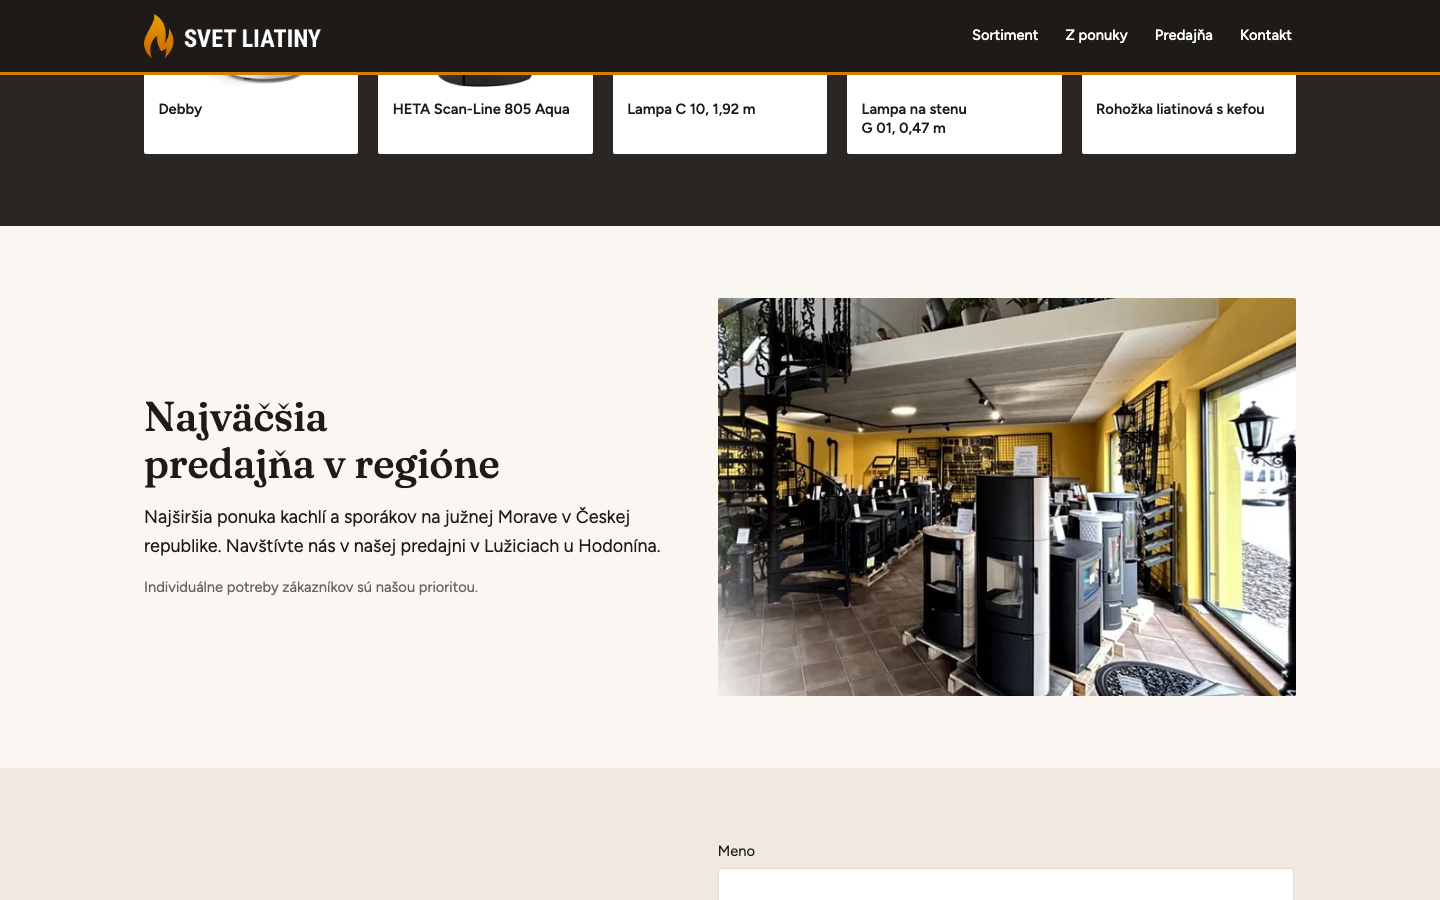 SVET LIATINY
Sortiment
Z ponuky
Predajňa
Kontakt
Debby
HETA Scan-Line 805 Aqua
Lampa C 10, 1,92 m
Lampa na stenu
G 01, 0,47 m
Rohožka liatinová s kefou
Najväčšia
predajňa v regióne
Najširšia ponuka kachlí a sporákov na južnej Morave v Českej
republike. Navštívte nás v našej predajni v Lužiciach u Hodonína.
Individuálne potreby zákazníkov sú našou prioritou.
Meno